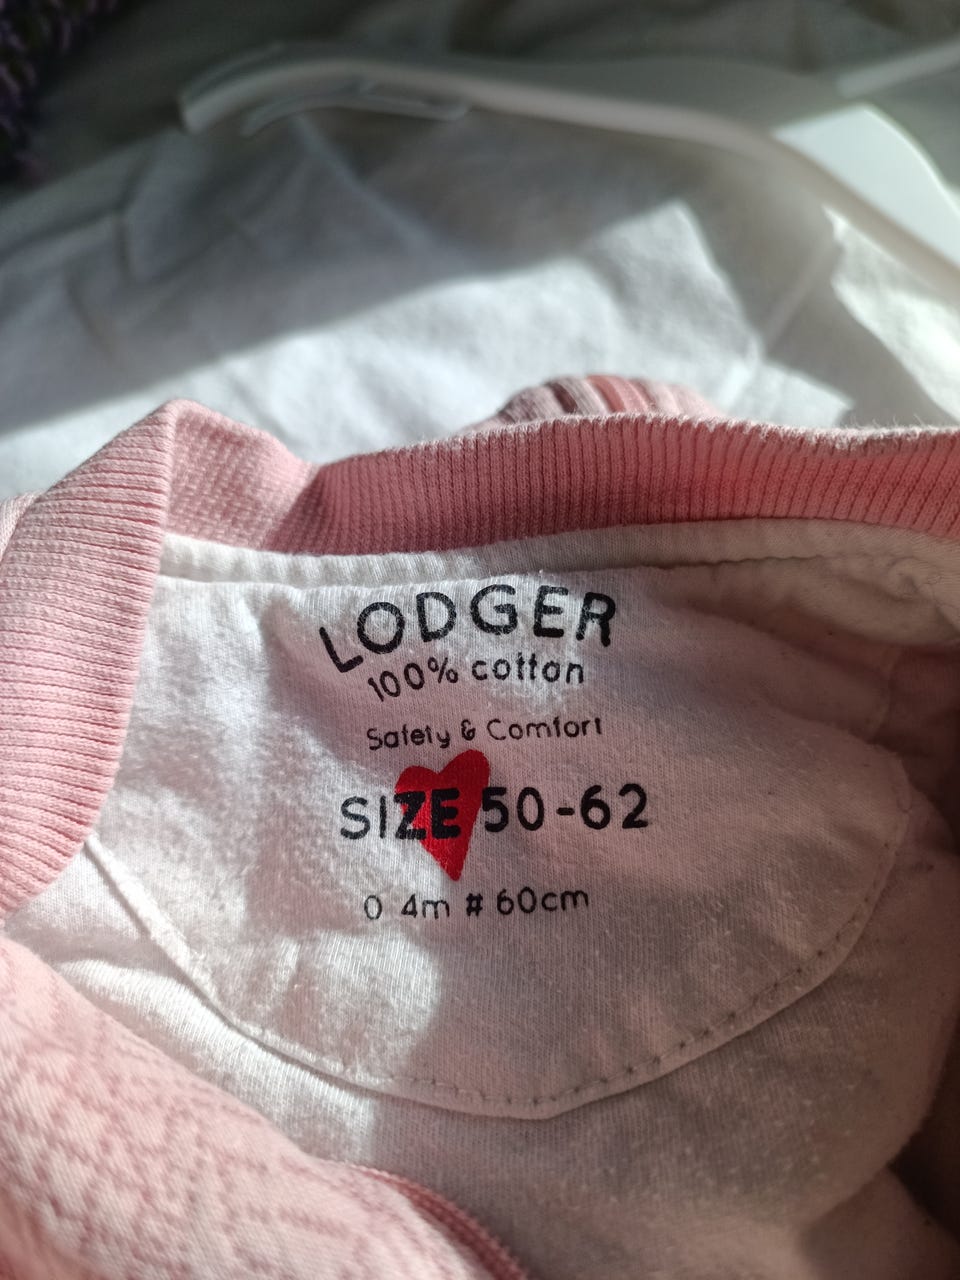 LODGER
100% cotton
Safety & Comfort
SIZE 50-62
0 4m # 60cm